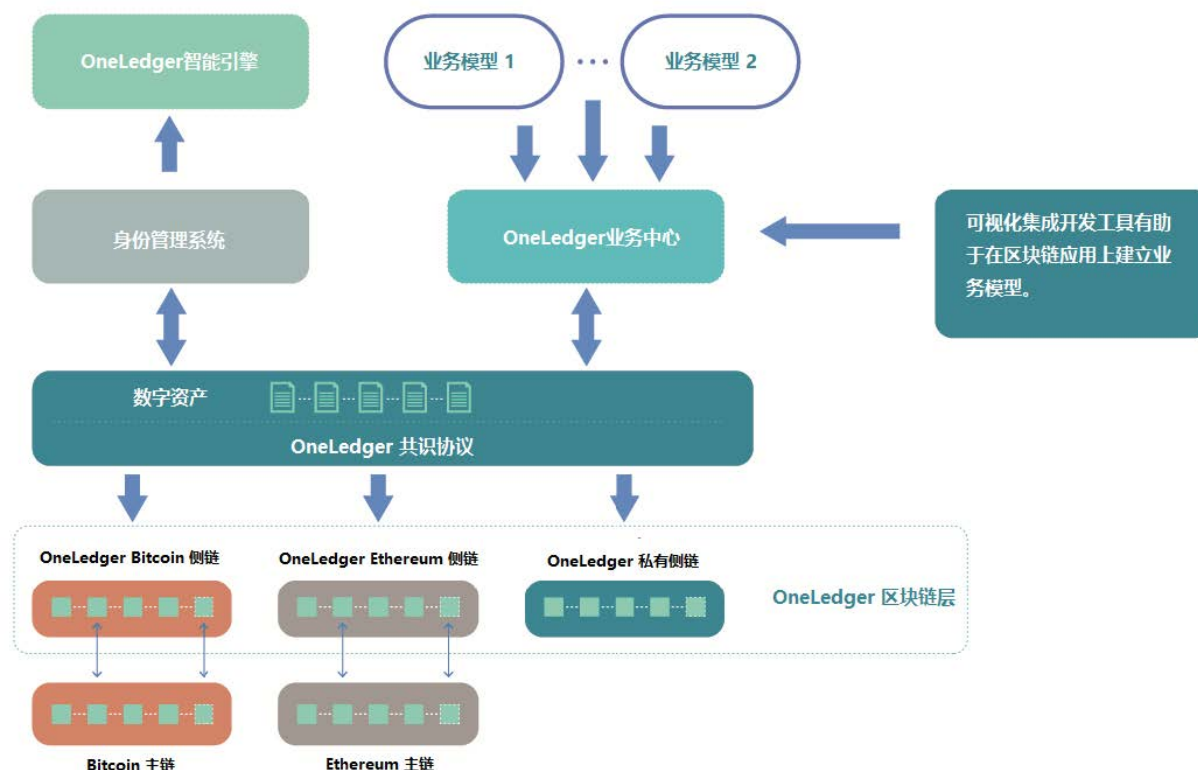 OneLedger智能引擎
业务模型 1
业务模型 2
身份管理系统
OneLedger业务中心
可视化集成开发工具有助
于在区块链应用上建立业
务模型。
数字资产
OneLedger 共识协议
OneLedger Bitcoin 侧链
OneLedger Ethereum 侧链
OneLedger 私有侧链
OneLedger 区块链层
Bitcoin 主链
Ethereum 主链